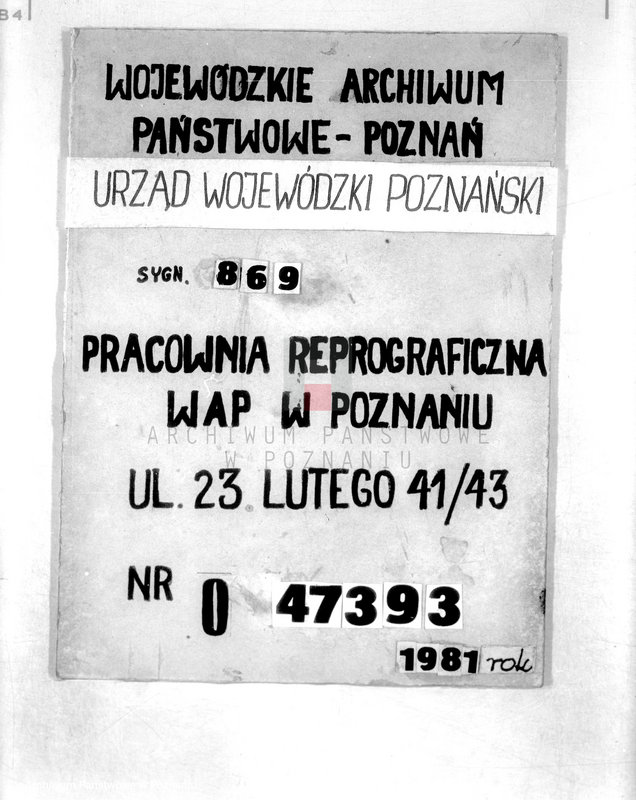 B4
WOJEWÓDZKIE ARCHIWUM
PAŃSTWOWE - POZNAŃ
URZĄD WOJEWÓDZKI POZNAŃSKI
SYGN. 869
PRACOWNIA REPROGRAFICZNA
WAP W POZNANIU
ARCHIWUM PAŃSTWOWE
W POZNANIU
UL. 23 LUTEGO 41/43
NR 0 47393
1981 rok